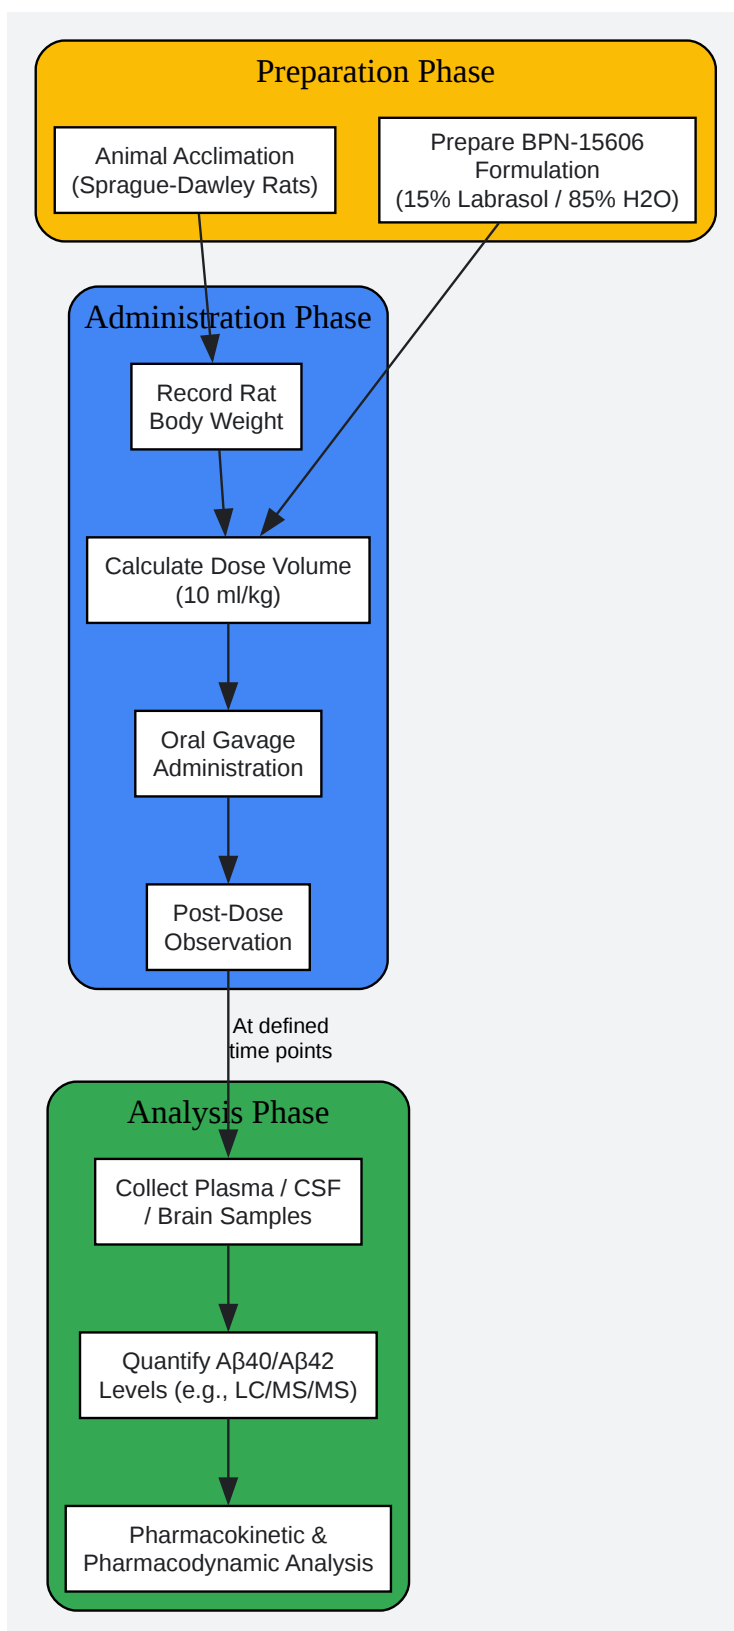 Preparation Phase
Animal Acclimation
(Sprague-Dawley Rats)
Prepare BPN-15606
Formulation
(15% Labrasol / 85% H2O)
Administration Phase
Record Rat
Body Weight
Calculate Dose Volume
(10 ml/kg)
Oral Gavage
Administration
Post-Dose
Observation
At defined
time points
Analysis Phase
Collect Plasma / CSF
/ Brain Samples
Quantify Aβ40/Aβ42
Levels (e.g., LC/MS/MS)
Pharmacokinetic &
Pharmacodynamic Analysis